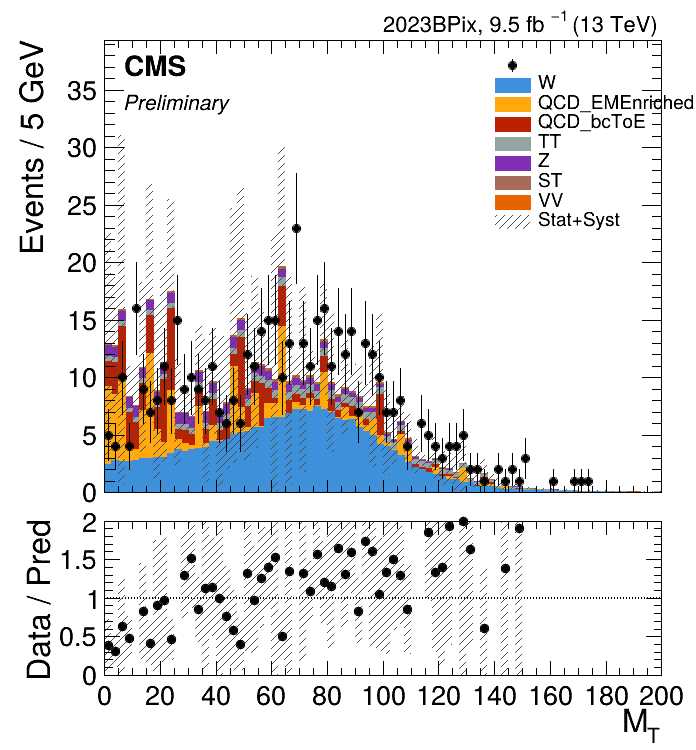 2023BPix, 9.5 fb⁻¹ (13 TeV)
CMS
Preliminary
W
QCD_EMEnriched
QCD_bcToE
TT
Z
ST
VV
Stat+Syst
Events / 5 GeV
35
30
25
20
15
10
5
0
Data / Pred
2
1.5
1
0.5
0
0 20 40 60 80 100 120 140 160 180 200
M_T